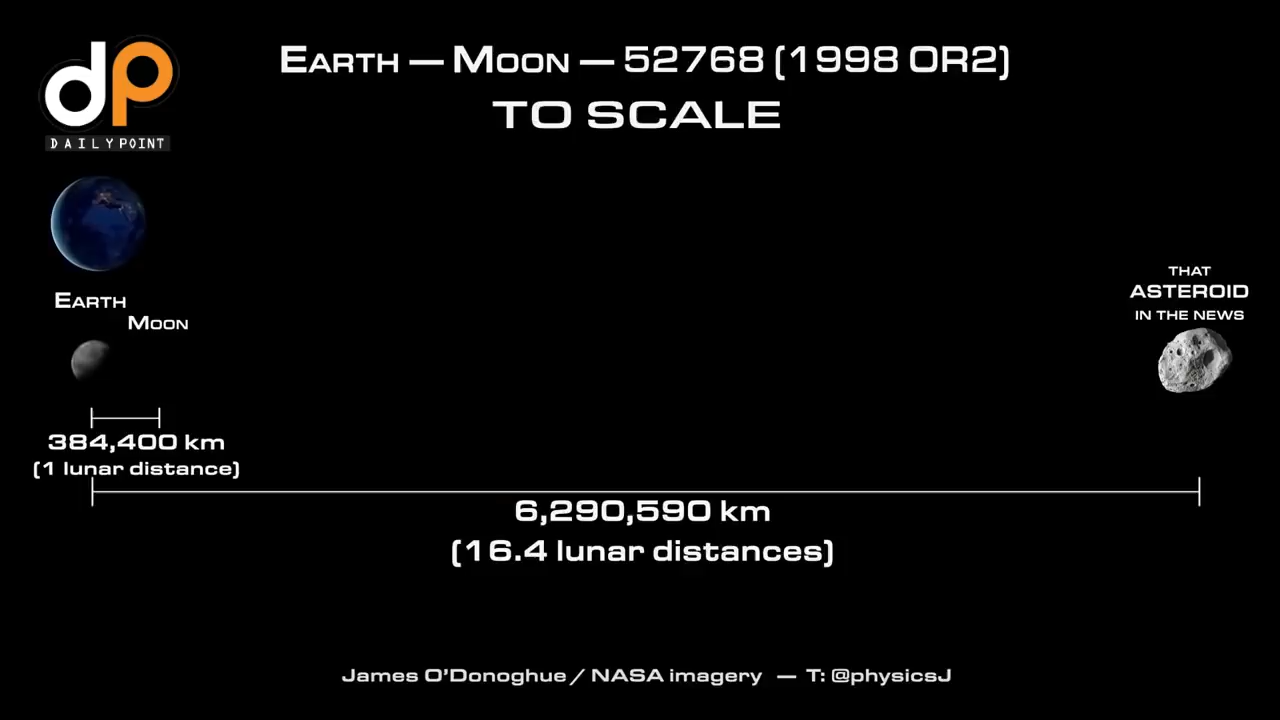 dp
DAILYPOINT
EARTH — MOON — 52768 (1998 OR2)
TO SCALE
EARTH
MOON
THAT
ASTEROID
IN THE NEWS
384,400 km
(1 lunar distance)
6,290,590 km
(16.4 lunar distances)
James O'Donoghue / NASA imagery — T: @physicsJ